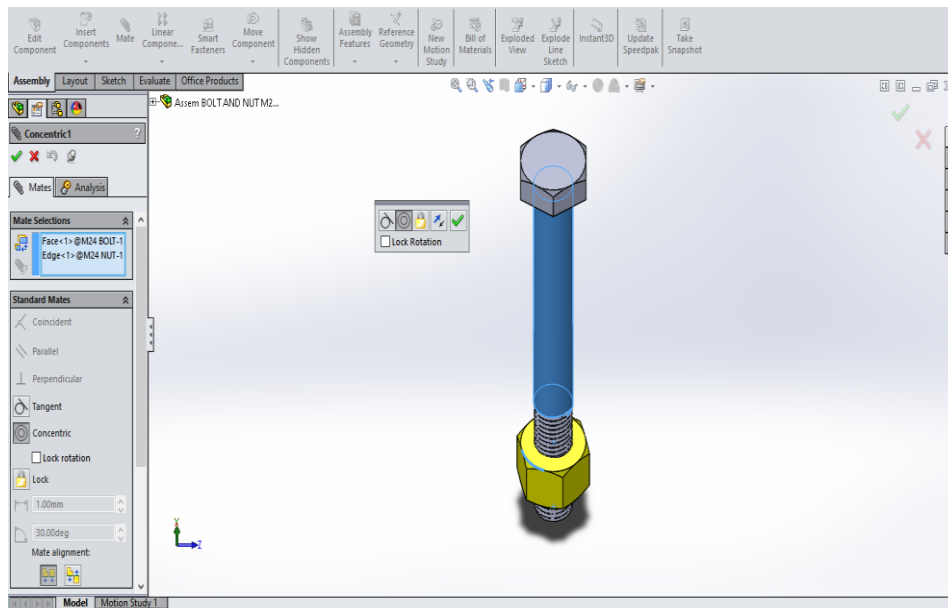 Edit Component
Insert Components
Mate
Linear Compone...
Smart Fasteners
Move Component
Show Hidden Components
Assembly Features
Reference Geometry
New Motion Study
Bill of Materials
Exploded View
Explode Line Sketch
Instant3D
Update Speedpak
Take Snapshot
Assembly Layout Sketch Evaluate Office Products
Assem BOLT AND NUT M2...
Concentric1 ?
Mates Analysis
Lock Rotation
Mate Selections
Face<1>@M24 BOLT-1
Edge<1>@M24 NUT-1
Standard Mates
Coincident
Parallel
Perpendicular
Tangent
Concentric
Lock rotation
Lock
1.00mm
30.00deg
Mate alignment:
Y
Z
Model Motion Study 1